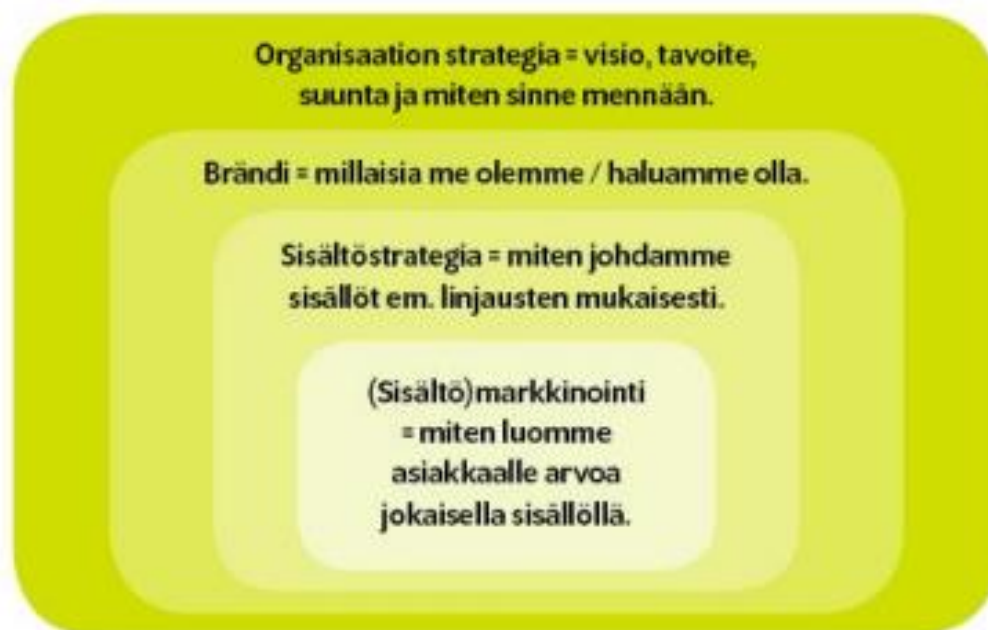 Organisaation strategia = visio, tavoite,
suunta ja miten sinne mennään.
Brändi = millaisia me olemme / haluamme olla.
Sisältöstrategia = miten johdamme
sisällöt em. linjausten mukaisesti.
(Sisältö)markkinointi
= miten luomme
asiakkaalle arvoa
jokaisella sisällöllä.